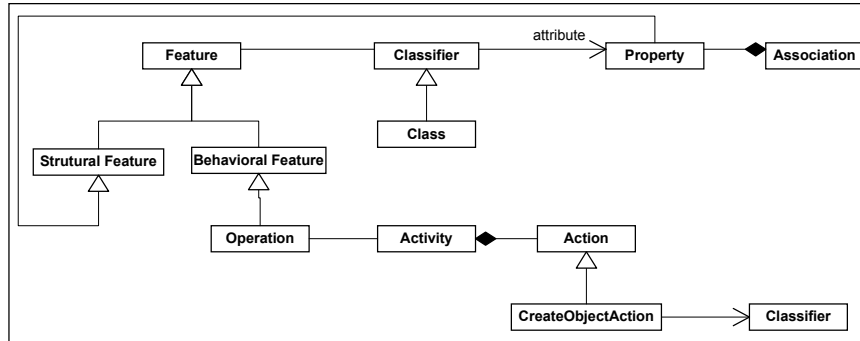 attribute
Feature
Classifier
Property
Association
Class
Strutural Feature
Behavioral Feature
Operation
Activity
Action
CreateObjectAction
Classifier